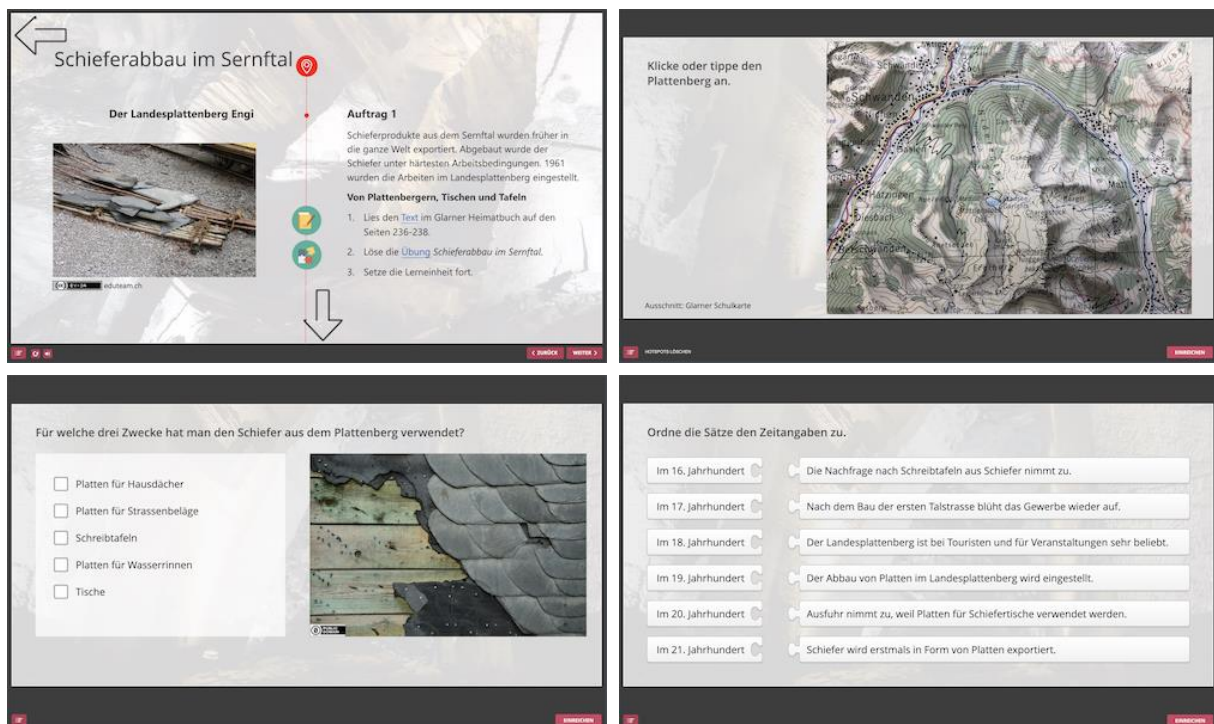 Schieferabbau im Sernftal
Der Landesplattenberg Engi
eduteam.ch
Auftrag 1
Schieferprodukte aus dem Sernftal wurden früher in
die ganze Welt exportiert. Abgebaut wurde der
Schiefer unter härtesten Arbeitsbedingungen. 1961
wurden die Arbeiten im Landesplattenberg eingestellt.
Von Plattenbergern, Tischen und Tafeln
1. Lies den Text im Glarner Heimatbuch auf den
Seiten 236-238.
2. Löse die Übung Schieferabbau im Sernftal.
3. Setze die Lerneinheit fort.
< ZURÜCK WEITER >
Klicke oder tippe den
Plattenberg an.
Schwanden
Schwanden
Haslen
Hätzingen
Diesbach
Matt
Engi
Ausschnitt: Glarner Schulkarte
HOTSPOTS LÖSCHEN
EINREICHEN
Für welche drei Zwecke hat man den Schiefer aus dem Plattenberg verwendet?
Platten für Hausdächer
Platten für Strassenbeläge
Schreibtafeln
Platten für Wasserrinnen
Tische
PUBLIC DOMAIN
EINREICHEN
Ordne die Sätze den Zeitangaben zu.
Im 16. Jahrhundert Die Nachfrage nach Schreibtafeln aus Schiefer nimmt zu.
Im 17. Jahrhundert Nach dem Bau der ersten Talstrasse blüht das Gewerbe wieder auf.
Im 18. Jahrhundert Der Landesplattenberg ist bei Touristen und für Veranstaltungen sehr beliebt.
Im 19. Jahrhundert Der Abbau von Platten im Landesplattenberg wird eingestellt.
Im 20. Jahrhundert Ausfuhr nimmt zu, weil Platten für Schiefertische verwendet werden.
Im 21. Jahrhundert Schiefer wird erstmals in Form von Platten exportiert.
EINREICHEN